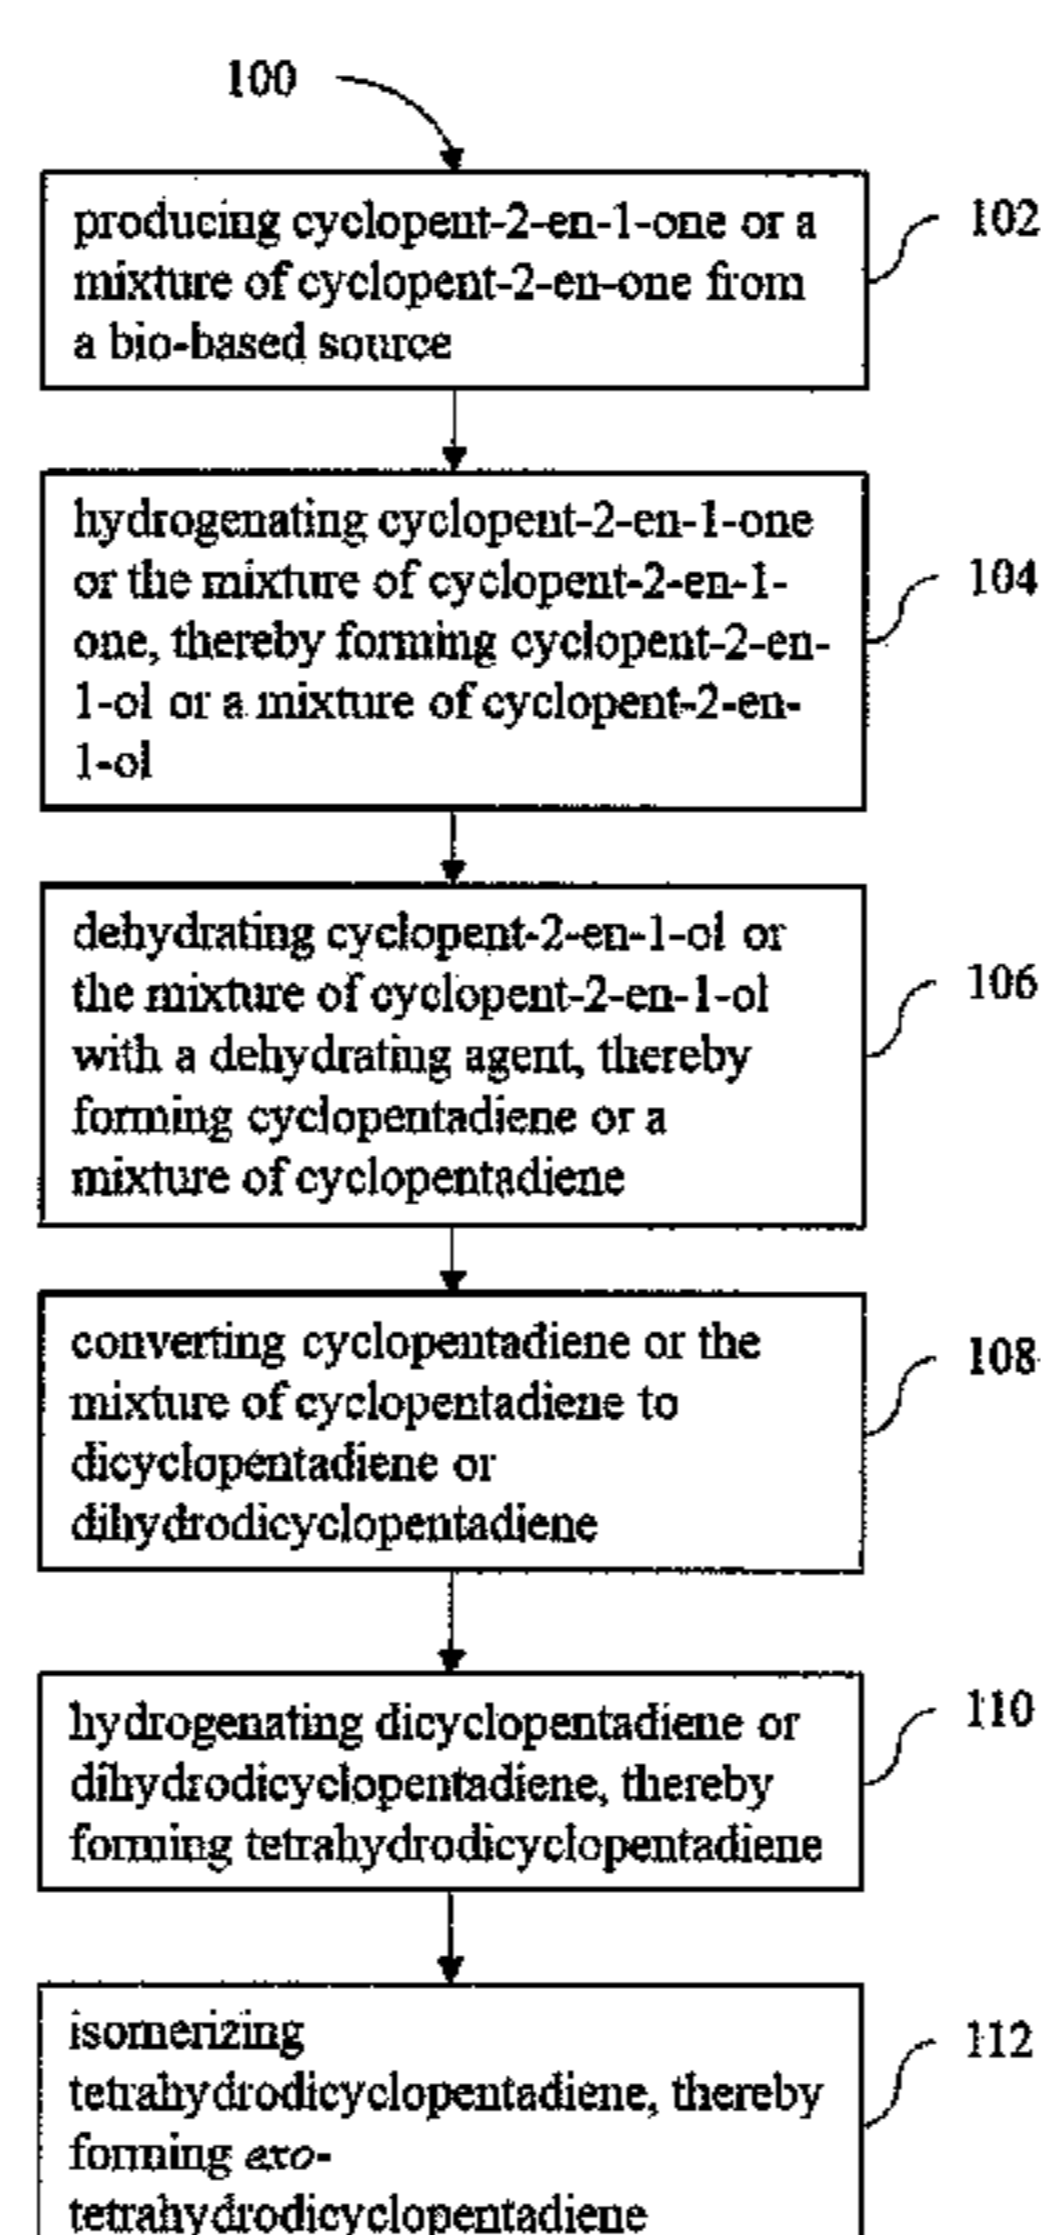 100
producing cyclopent-2-en-1-one or a
mixture of cyclopent-2-en-one from
a bio-based source
102
hydrogenating cyclopent-2-en-1-one
or the mixture of cyclopent-2-en-1-
one, thereby forming cyclopent-2-en-
1-ol or a mixture of cyclopent-2-en-
1-ol
104
dehydrating cyclopent-2-en-1-ol or
the mixture of cyclopent-2-en-1-ol
with a dehydrating agent, thereby
forming cyclopentadiene or a
mixture of cyclopentadiene
106
converting cyclopentadiene or the
mixture of cyclopentadiene to
dicyclopentadiene or
dihydrodicyclopentadiene
108
hydrogenating dicyclopentadiene or
dihydrodicyclopentadiene, thereby
forming tetrahydrodicyclopentadiene
110
isomerizing
tetrahydrodicyclopentadiene, thereby
forming exo-
tetrahydrodicyclopentadiene
112